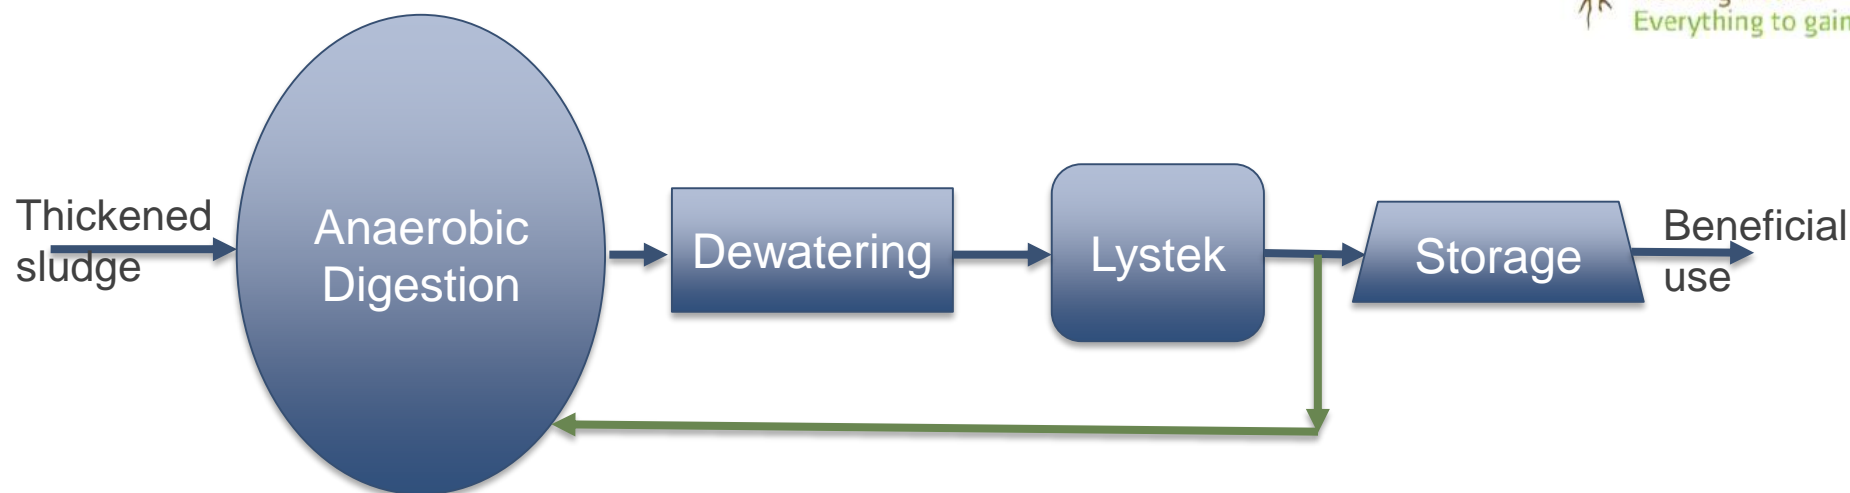 Everything to gain
Thickened
sludge
Anaerobic
Digestion
Dewatering
Lystek
Storage
Beneficial
use